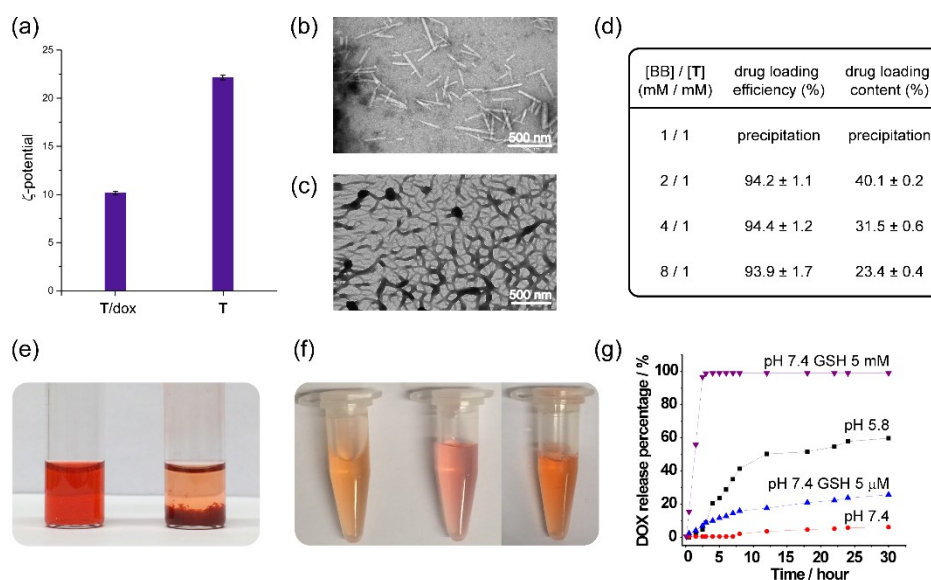 (a)
25
20
15
10
5
0
ζ-potential
T/dox
T
(b)
500 nm
(c)
500 nm
(d)
[BB] / [T] drug loading drug loading
(mM / mM) efficiency (%) content (%)
1 / 1 precipitation precipitation
2 / 1 94.2 ± 1.1 40.1 ± 0.2
4 / 1 94.4 ± 1.2 31.5 ± 0.6
8 / 1 93.9 ± 1.7 23.4 ± 0.4
(e)
(f)
(g)
DOX release percentage / %
100
80
60
40
20
0
pH 7.4 GSH 5 mM
pH 5.8
pH 7.4 GSH 5 μM
pH 7.4
0 5 10 15 20 25 30
Time / hour